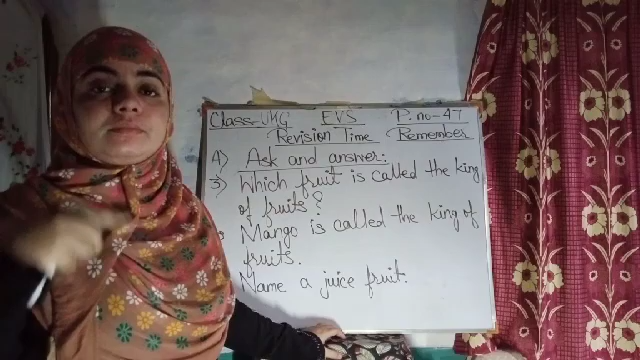 Class-UKG EVS P.no-47
Revision Time Remember
4) Ask and answer:
3) Which fruit is called the king
of fruits?
Mango is called the king of
fruits.
Name a juice fruit.